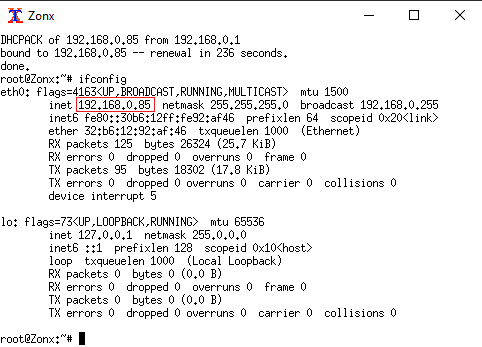 Zonx
DHCPACK of 192.168.0.85 from 192.168.0.1
bound to 192.168.0.85 -- renewal in 236 seconds.
done.
root@Zonx:~# ifconfig
eth0: flags=4163<UP,BROADCAST,RUNNING,MULTICAST>  mtu 1500
        inet 192.168.0.85  netmask 255.255.255.0  broadcast 192.168.0.255
        inet6 fe80::30b6:12ff:fe92:af46  prefixlen 64  scopeid 0x20<link>
        ether 32:b6:12:92:af:46  txqueuelen 1000  (Ethernet)
        RX packets 125  bytes 26324 (25.7 KiB)
        RX errors 0  dropped 0  overruns 0  frame 0
        TX packets 95  bytes 18302 (17.8 KiB)
        TX errors 0  dropped 0 overruns 0  carrier 0  collisions 0
        device interrupt 5
lo: flags=73<UP,LOOPBACK,RUNNING>  mtu 65536
        inet 127.0.0.1  netmask 255.0.0.0
        inet6 ::1  prefixlen 128  scopeid 0x10<host>
        loop  txqueuelen 1000  (Local Loopback)
        RX packets 0  bytes 0 (0.0 B)
        RX errors 0  dropped 0  overruns 0  frame 0
        TX packets 0  bytes 0 (0.0 B)
        TX errors 0  dropped 0 overruns 0  carrier 0  collisions 0
root@Zonx:~#